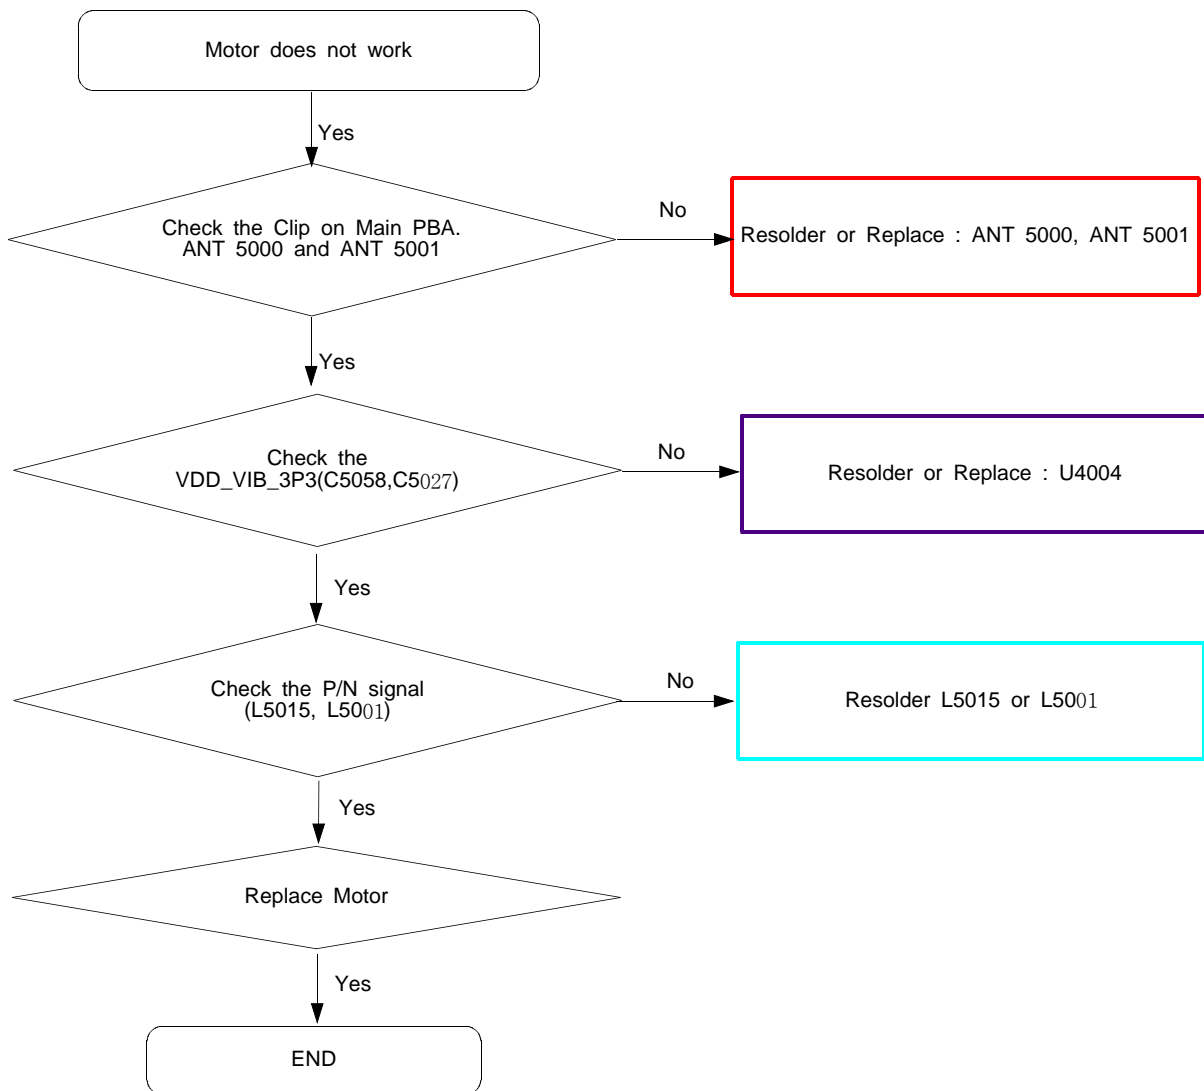 Motor does not work
Yes
Check the Clip on Main PBA.
ANT 5000 and ANT 5001
No
Resolder or Replace : ANT 5000, ANT 5001
Yes
Check the
VDD_VIB_3P3(C5058,C5027)
No
Resolder or Replace : U4004
Yes
Check the P/N signal
(L5015, L5001)
No
Resolder L5015 or L5001
Yes
Replace Motor
Yes
END